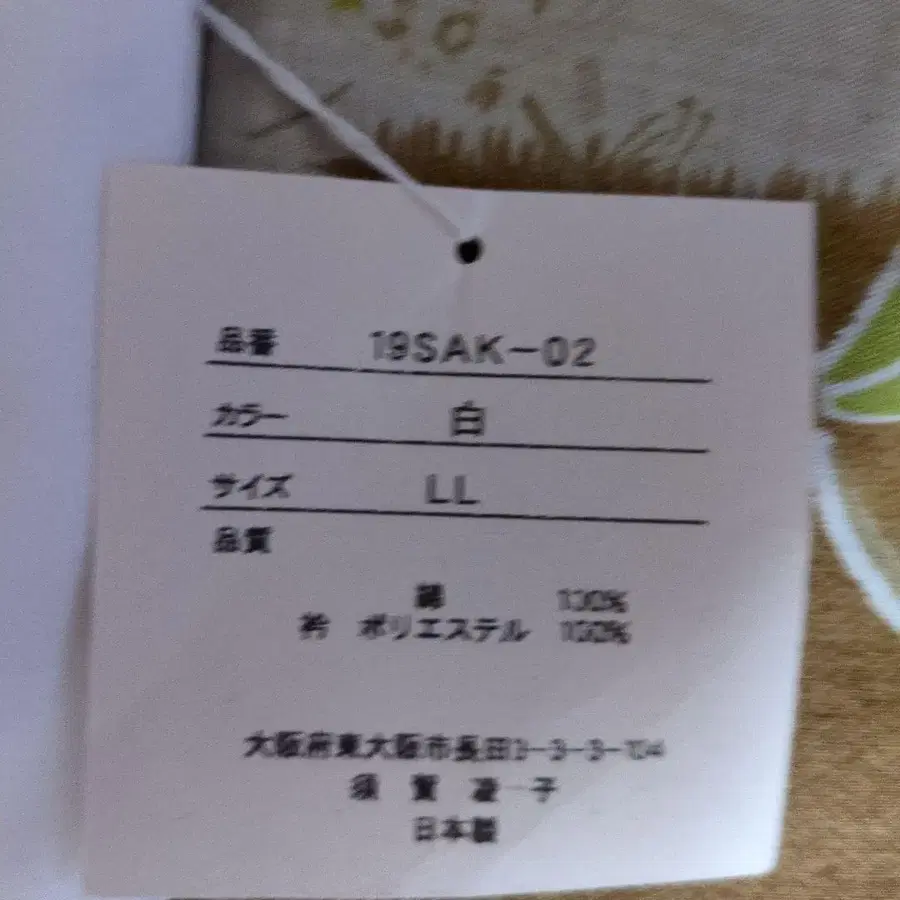 品番 19SAK-02
カラー 白
サイズ LL
品質
綿 100%
衿 ポリエステル 100%
大阪府東大阪市長田3-3-3-104
須賀凌子
日本製